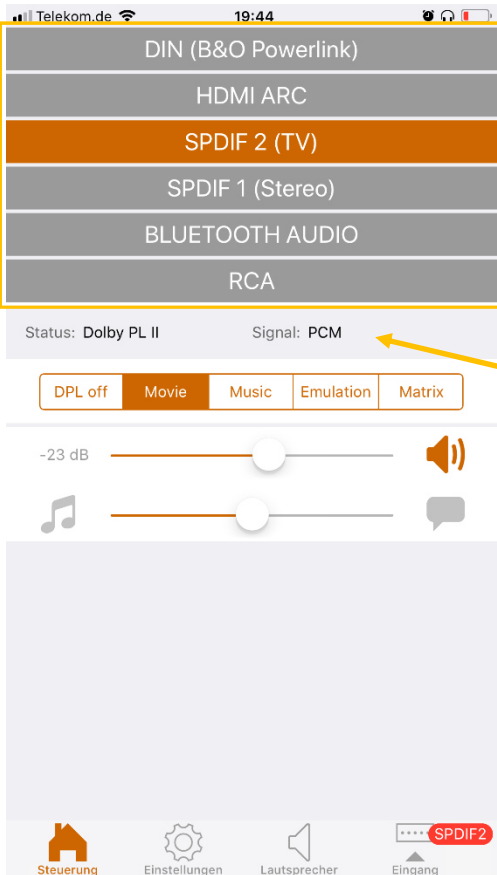 Telekom.de 19:44
DIN (B&O Powerlink)
HDMI ARC
SPDIF 2 (TV)
SPDIF 1 (Stereo)
BLUETOOTH AUDIO
RCA
Status: Dolby PL II Signal: PCM
DPL off Movie Music Emulation Matrix
-23 dB
SPDIF2
Steuerung Einstellungen Lautsprecher Eingang